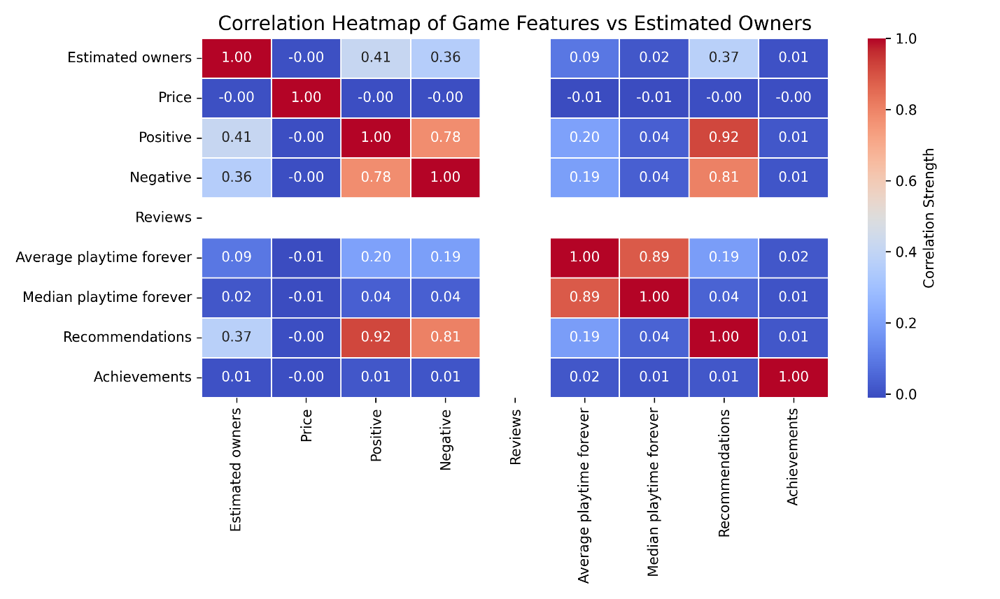 Correlation Heatmap of Game Features vs Estimated Owners
Estimated owners 1.00 -0.00 0.41 0.36 0.09 0.02 0.37 0.01
Price -0.00 1.00 -0.00 -0.00 -0.01 -0.01 -0.00 -0.00
Positive 0.41 -0.00 1.00 0.78 0.20 0.04 0.92 0.01
Negative 0.36 -0.00 0.78 1.00 0.19 0.04 0.81 0.01
Reviews
Average playtime forever 0.09 -0.01 0.20 0.19 1.00 0.89 0.19 0.02
Median playtime forever 0.02 -0.01 0.04 0.04 0.89 1.00 0.04 0.01
Recommendations 0.37 -0.00 0.92 0.81 0.19 0.04 1.00 0.01
Achievements 0.01 -0.00 0.01 0.01 0.02 0.01 0.01 1.00
Estimated owners
Price
Positive
Negative
Reviews
Average playtime forever
Median playtime forever
Recommendations
Achievements
1.0
0.8
0.6
0.4
0.2
0.0
Correlation Strength